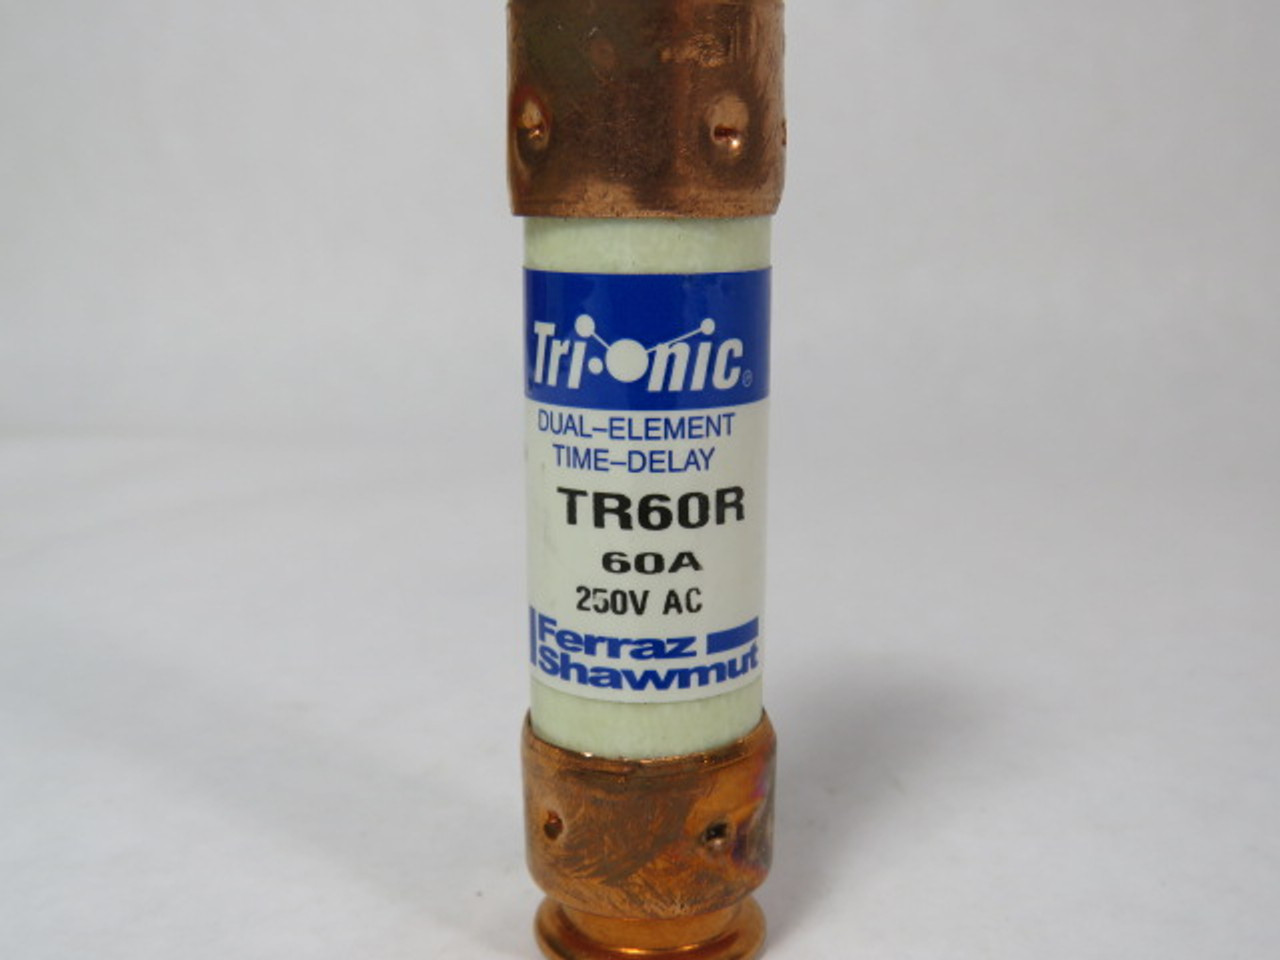 Tri-onic®
DUAL-ELEMENT
TIME-DELAY
TR60R
60A
250V AC
Ferraz
Shawmut